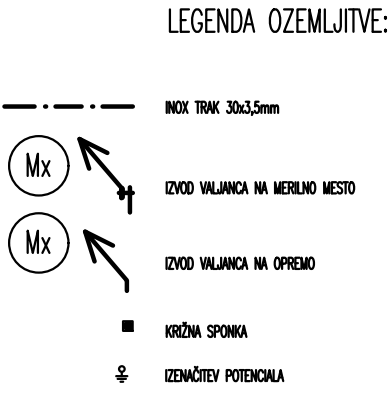 LEGENDA OZEMLJITVE:
INOX TRAK 30x3,5mm
Mx
IZVOD VALJANCA NA MERILNO MESTO
Mx
IZVOD VALJANCA NA OPREMO
KRIŽNA SPONKA
IZENAČITEV POTENCIALA